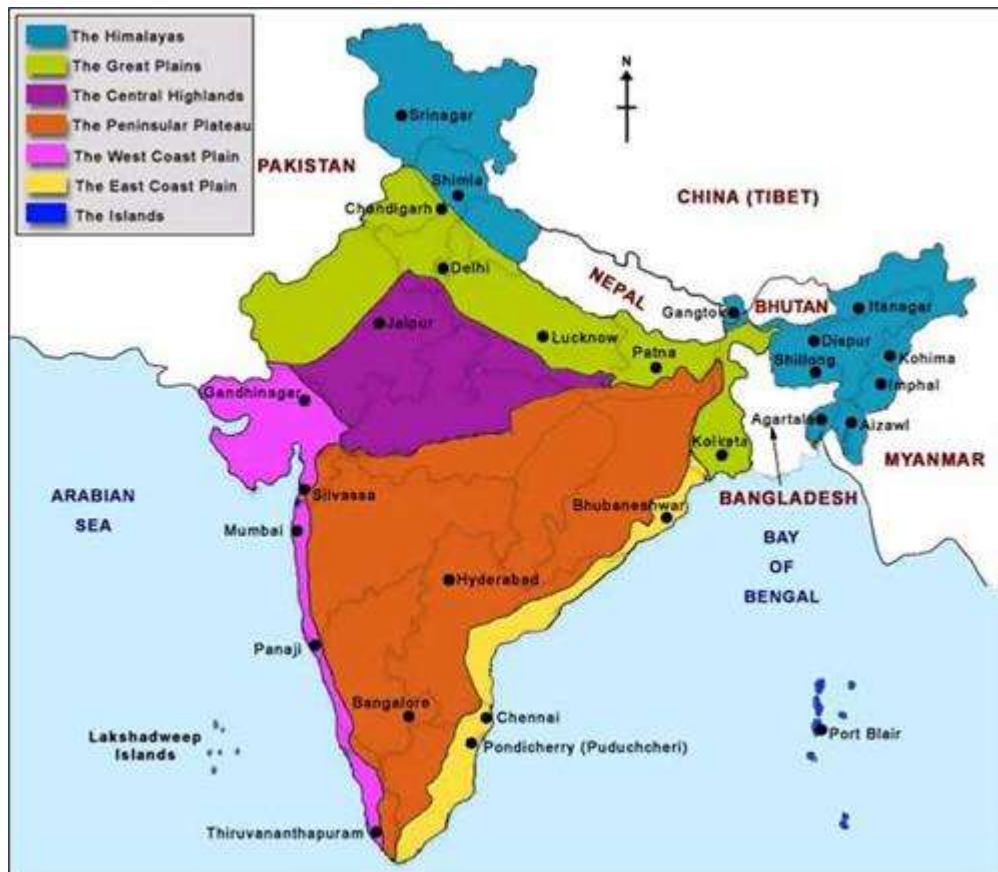 The Himalayas
The Great Plains
The Central Highlands
The Peninsular Plateau
The West Coast Plain
The East Coast Plain
The Islands
N
Srinagar
PAKISTAN
Shimla
CHINA (TIBET)
Chandigarh
Delhi
NEPAL
Gangtok
BHUTAN
Itanagar
Jaipur
Lucknow
Patna
Dispur
Shillong
Kohima
Imphal
Gandhinagar
Agartala
Aizawl
Kolkata
MYANMAR
ARABIAN
SEA
Silvassa
BANGLADESH
Bhubaneshwar
Mumbai
BAY
OF
BENGAL
Hyderabad
Panaji
Bangalore
Chennai
Lakshadweep
Islands
Port Blair
Pondicherry (Puduchcheri)
Thiruvananthapuram